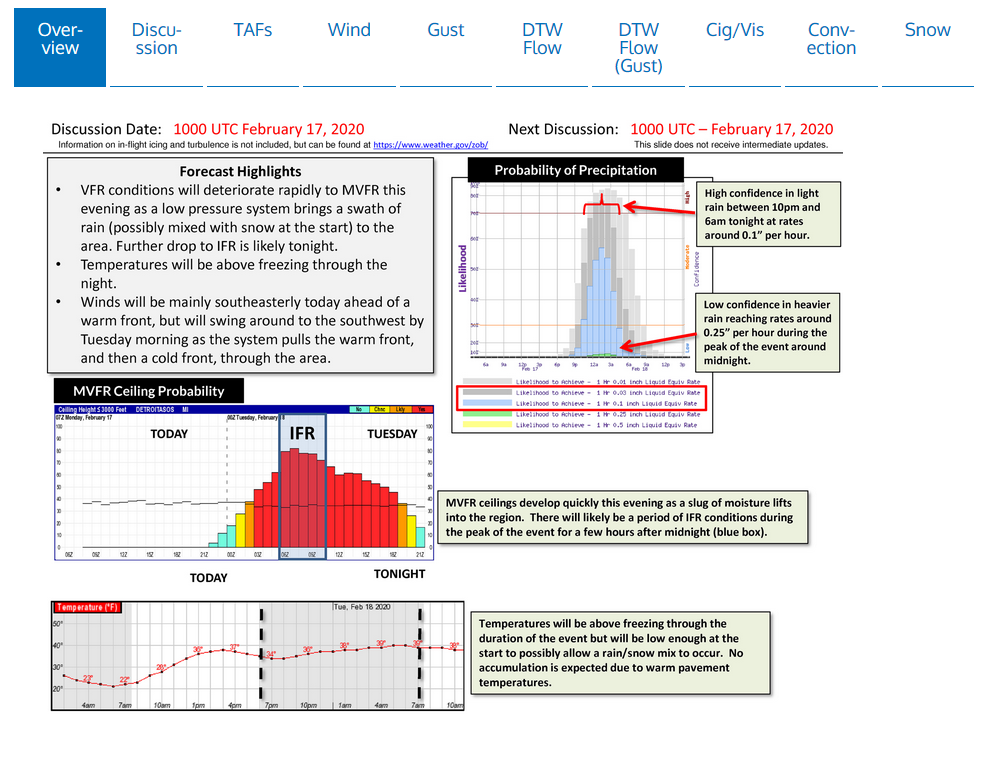 Over-
view
Discu-
ssion
TAFs
Wind
Gust
DTW
Flow
DTW
Flow
(Gust)
Cig/Vis
Conv-
ection
Snow
Discussion Date: 1000 UTC February 17, 2020
Next Discussion: 1000 UTC – February 17, 2020
Information on in-flight icing and turbulence is not included, but can be found at https://www.weather.gov/zob/
This slide does not receive intermediate updates.
Forecast Highlights
• VFR conditions will deteriorate rapidly to MVFR this
evening as a low pressure system brings a swath of
rain (possibly mixed with snow at the start) to the
area. Further drop to IFR is likely tonight.
• Temperatures will be above freezing through the
night.
• Winds will be mainly southeasterly today ahead of a
warm front, but will swing around to the southwest by
Tuesday morning as the system pulls the warm front,
and then a cold front, through the area.
Probability of Precipitation
Likelihood
High
Moderate
Low
Confidence
6a 9a 12p 3p 6p 9p 12a 3a 6a 9a 12p 3p 6p
Feb 17
Feb 18
Likelihood to Achieve - 1 Hr 0.01 inch Liquid Equiv Rate
Likelihood to Achieve - 1 Hr 0.03 inch Liquid Equiv Rate
Likelihood to Achieve - 1 Hr 0.1 inch Liquid Equiv Rate
Likelihood to Achieve - 1 Hr 0.25 inch Liquid Equiv Rate
Likelihood to Achieve - 1 Hr 0.5 inch Liquid Equiv Rate
High confidence in light
rain between 10pm and
6am tonight at rates
around 0.1” per hour.
Low confidence in heavier
rain reaching rates around
0.25” per hour during the
peak of the event around
midnight.
MVFR Ceiling Probability
Ceiling Height ≤ 3000 Feet DETROIT/ASOS MI
No Chnc Lkly Yes
07Z Monday, February 17
00Z Tuesday, February 18
TODAY
IFR
TUESDAY
100 90 80 70 60 50 40 30 20 10 0
06Z 09Z 12Z 15Z 18Z 21Z 00Z 03Z 06Z 09Z 12Z 15Z 18Z 21Z
MVFR ceilings develop quickly this evening as a slug of moisture lifts
into the region. There will likely be a period of IFR conditions during
the peak of the event for a few hours after midnight (blue box).
TODAY
TONIGHT
Temperature (°F)
Tue, Feb 18 2020
50°
40°
30°
20°
23° 22° 28° 36° 37° 34° 36° 38° 39° 39° 38°
4am 7am 10am 1pm 4pm 7pm 10pm 1am 4am 7am 10am
Temperatures will be above freezing through the
duration of the event but will be low enough at the
start to possibly allow a rain/snow mix to occur. No
accumulation is expected due to warm pavement
temperatures.